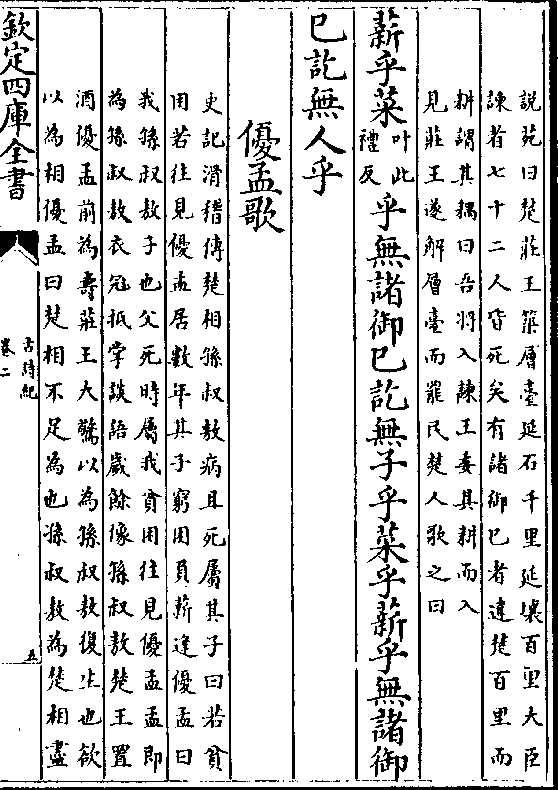 説苑曰楚莊王築層臺延石千里延壤百里大臣
諫者七十二人皆死矣有諸御已者違楚百里而
耕謂其耦曰吾將入諫王委其耕而入
見莊王遂解層臺而罷民楚人歌之曰
薪乎菜叶此禮反乎無諸御已訖無子乎菜乎薪乎無諸御
已訖無人乎
優孟歌
史記滑稽傳楚相孫叔敖病且死屬其子曰若貧
困若往見優孟居數年其子窮困負薪逢優孟曰
我孫叔敖子也父死時屬我貧困往見優孟孟即
為孫叔敖衣冠抵掌談語歲餘像孫叔敖楚王置
酒優孟前為壽莊王大驚以為孫叔敖復生也欲
以為相優孟曰楚相不足為也孫叔敖為楚相盡
欽定四庫全書
古詩紀
卷二
五